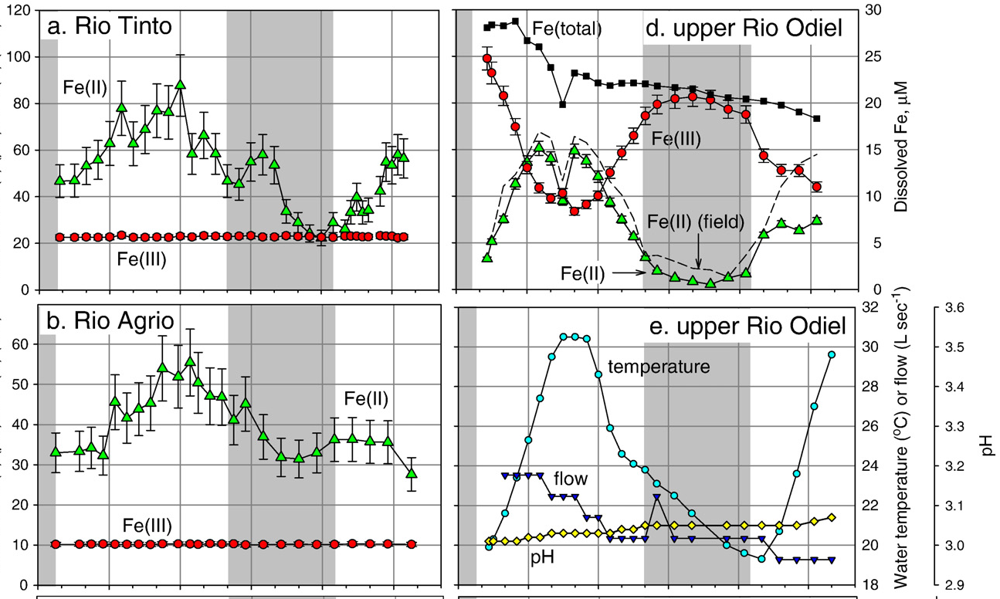 a. Rio Tinto
120
100
80
60
40
20
0
Fe(II)
Fe(III)
d. upper Rio Odiel
Fe(total)
Fe(III)
Fe(II) (field)
Fe(II)
30
25
20
15
10
5
0
Dissolved Fe, µM
b. Rio Agrio
60
50
40
30
20
10
0
Fe(II)
Fe(III)
e. upper Rio Odiel
temperature
flow
pH
32
30
28
26
24
22
20
18
Water temperature (°C) or flow (L sec⁻¹)
3.6
3.5
3.4
3.3
3.2
3.1
3.0
2.9
pH